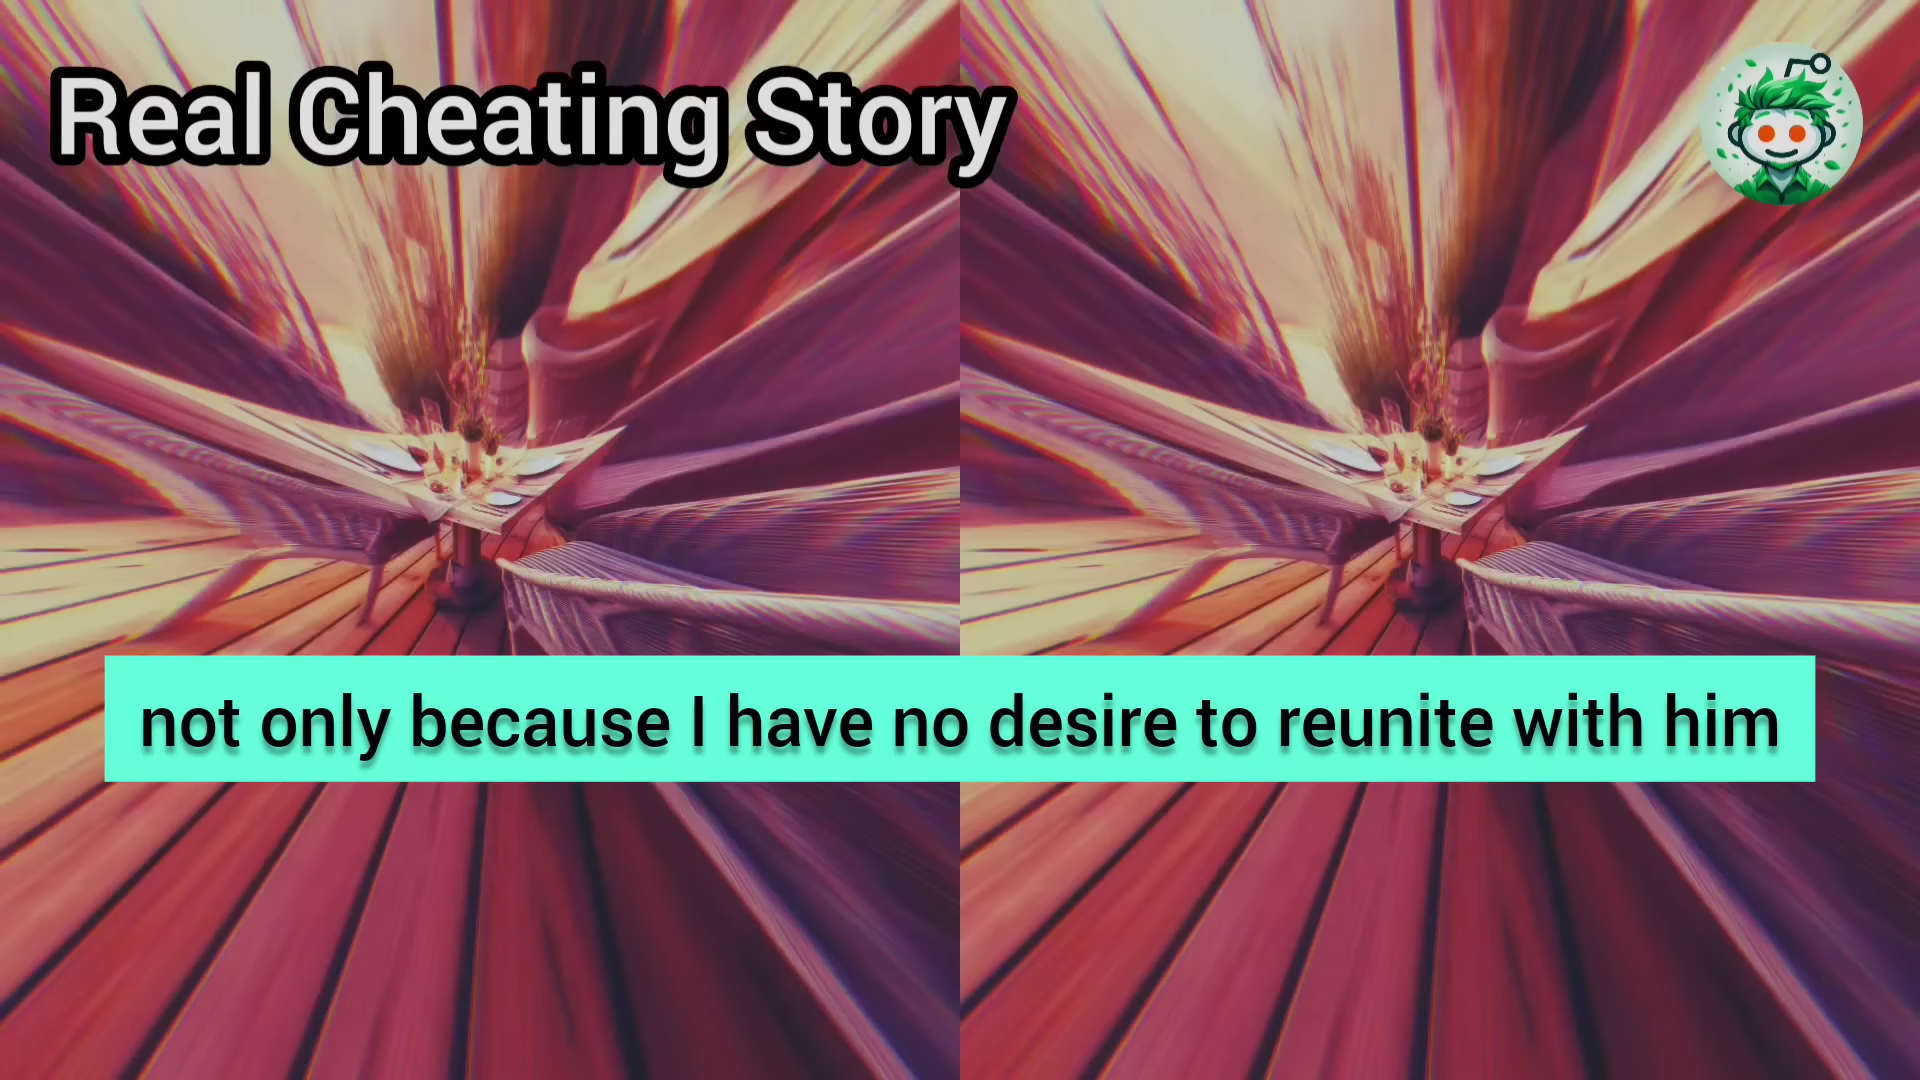 Real Cheating Story
not only because I have no desire to reunite with him